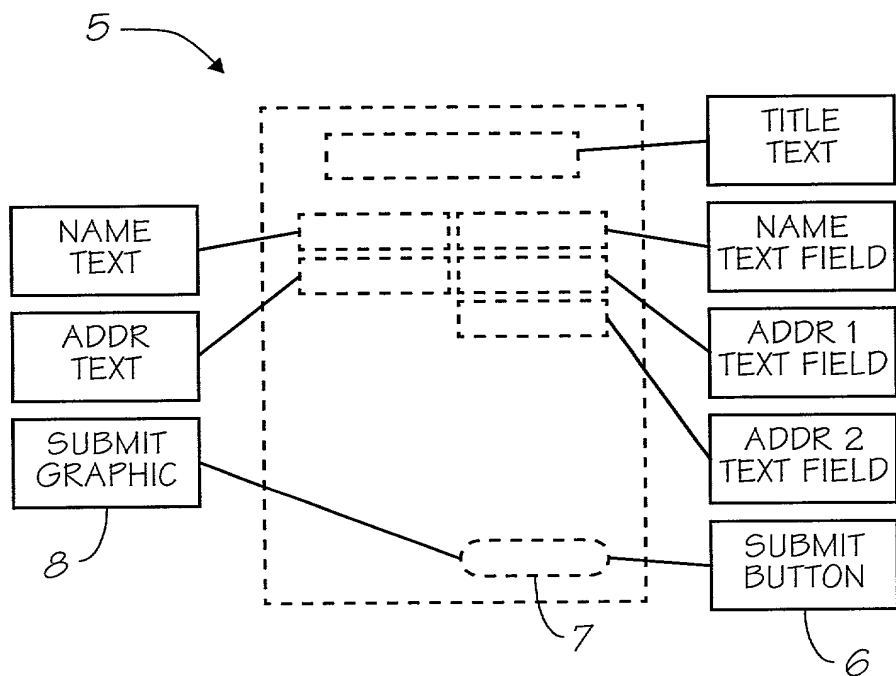 5
TITLE
TEXT
NAME
TEXT
NAME
TEXT FIELD
ADDR
TEXT
ADDR 1
TEXT FIELD
SUBMIT
GRAPHIC
ADDR 2
TEXT FIELD
8
7
SUBMIT
BUTTON
6